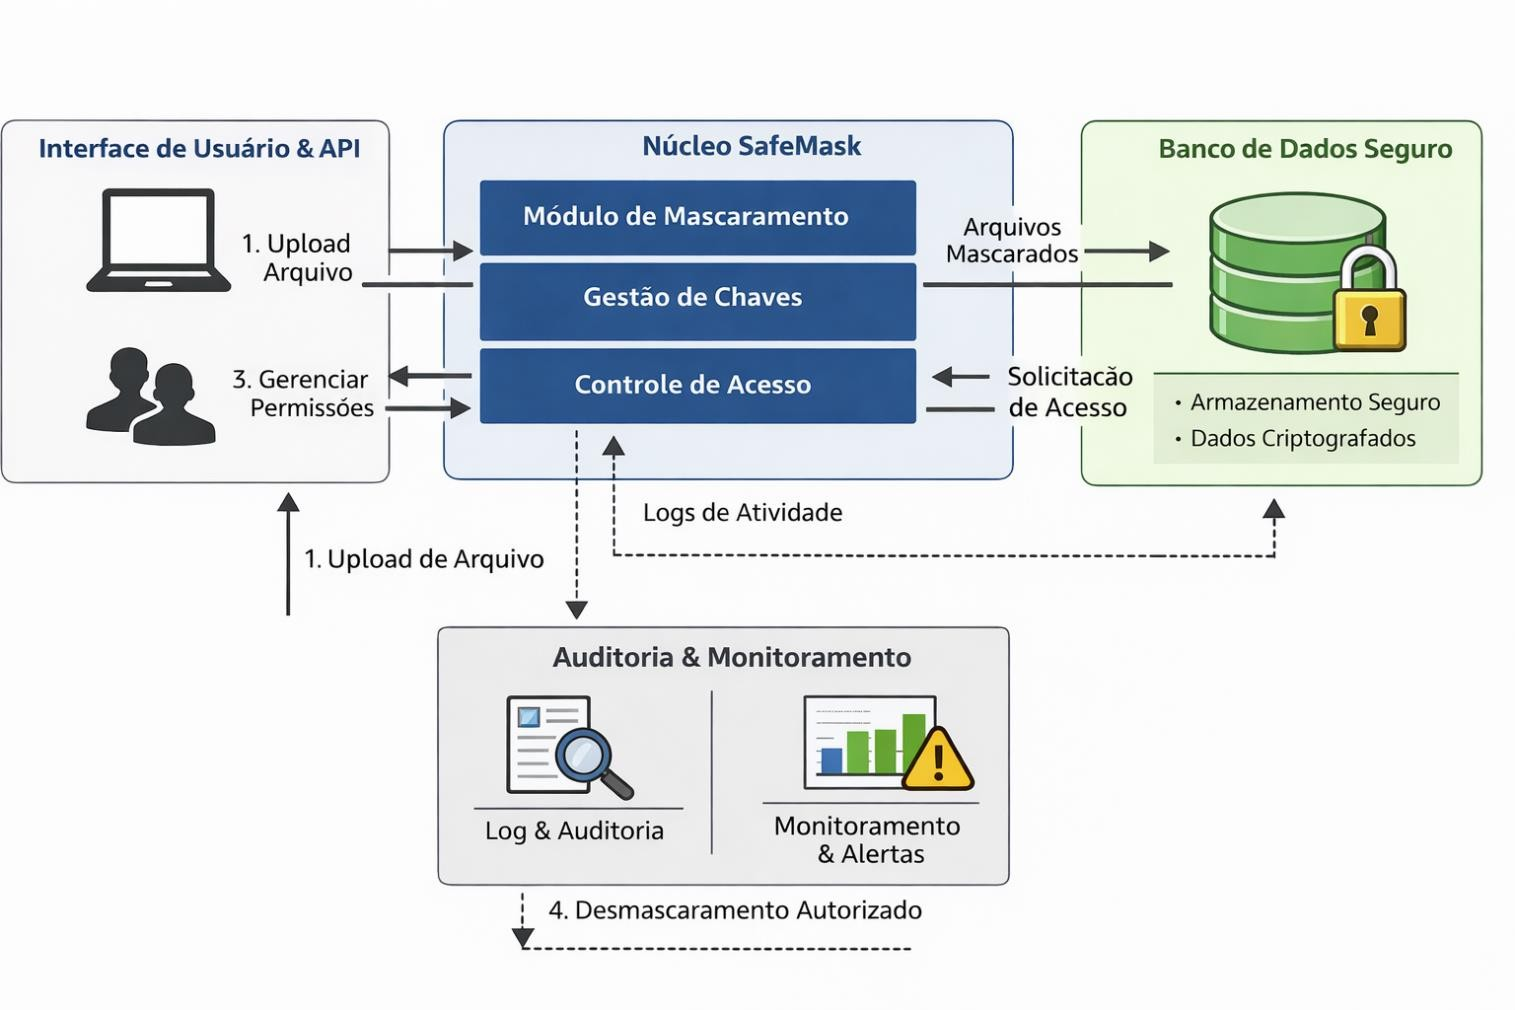 Interface de Usuário & API
1. Upload
Arquivo
3. Gerenciar
Permissóes
Núcleo SafeMask
Módulo de Mascaramento
Gestão de Chaves
Controle de Acesso
Arquivos
Mascarados
Solicitacăo
de Acesso
Banco de Dados Seguro
• Armazenamento Seguro
• Dados Criptografados
Logs de Atividade
1. Upload de Arquivo
Auditoria & Monitoramento
Log & Auditoria
Monitoramento
& Alertas
4. Desmascaramento Autorizado